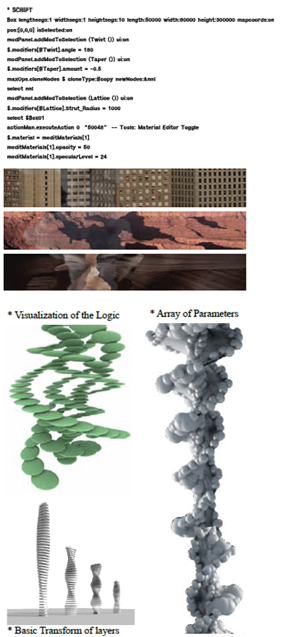 * SCRIPT
Box lengthsegs:1 widthsegs:1 heightsegs:10 length:50000 width:60000 height:300000 mapcoords:on
pos:[0,0,0] isSelected:on
modPanel.addModToSelection (Twist ()) ui:on
$.modifiers[#Twist].angle = 180
modPanel.addModToSelection (Taper ()) ui:on
$.modifiers[#Taper].amount = -0.5
maxOps.cloneNodes $ cloneType:#copy newNodes:&nnl
select nnl
modPanel.addModToSelection (Lattice ()) ui:on
$.modifiers[#Lattice].Strut_Radius = 1000
select $Box01
actionMan.executeAction 0 "50048" -- Tools: Material Editor Toggle
$.material = meditMaterials[1]
meditMaterials[1].opacity = 50
meditMaterials[1].specularLevel = 24
* Visualization of the Logic
* Array of Parameters
* Basic Transform of layers